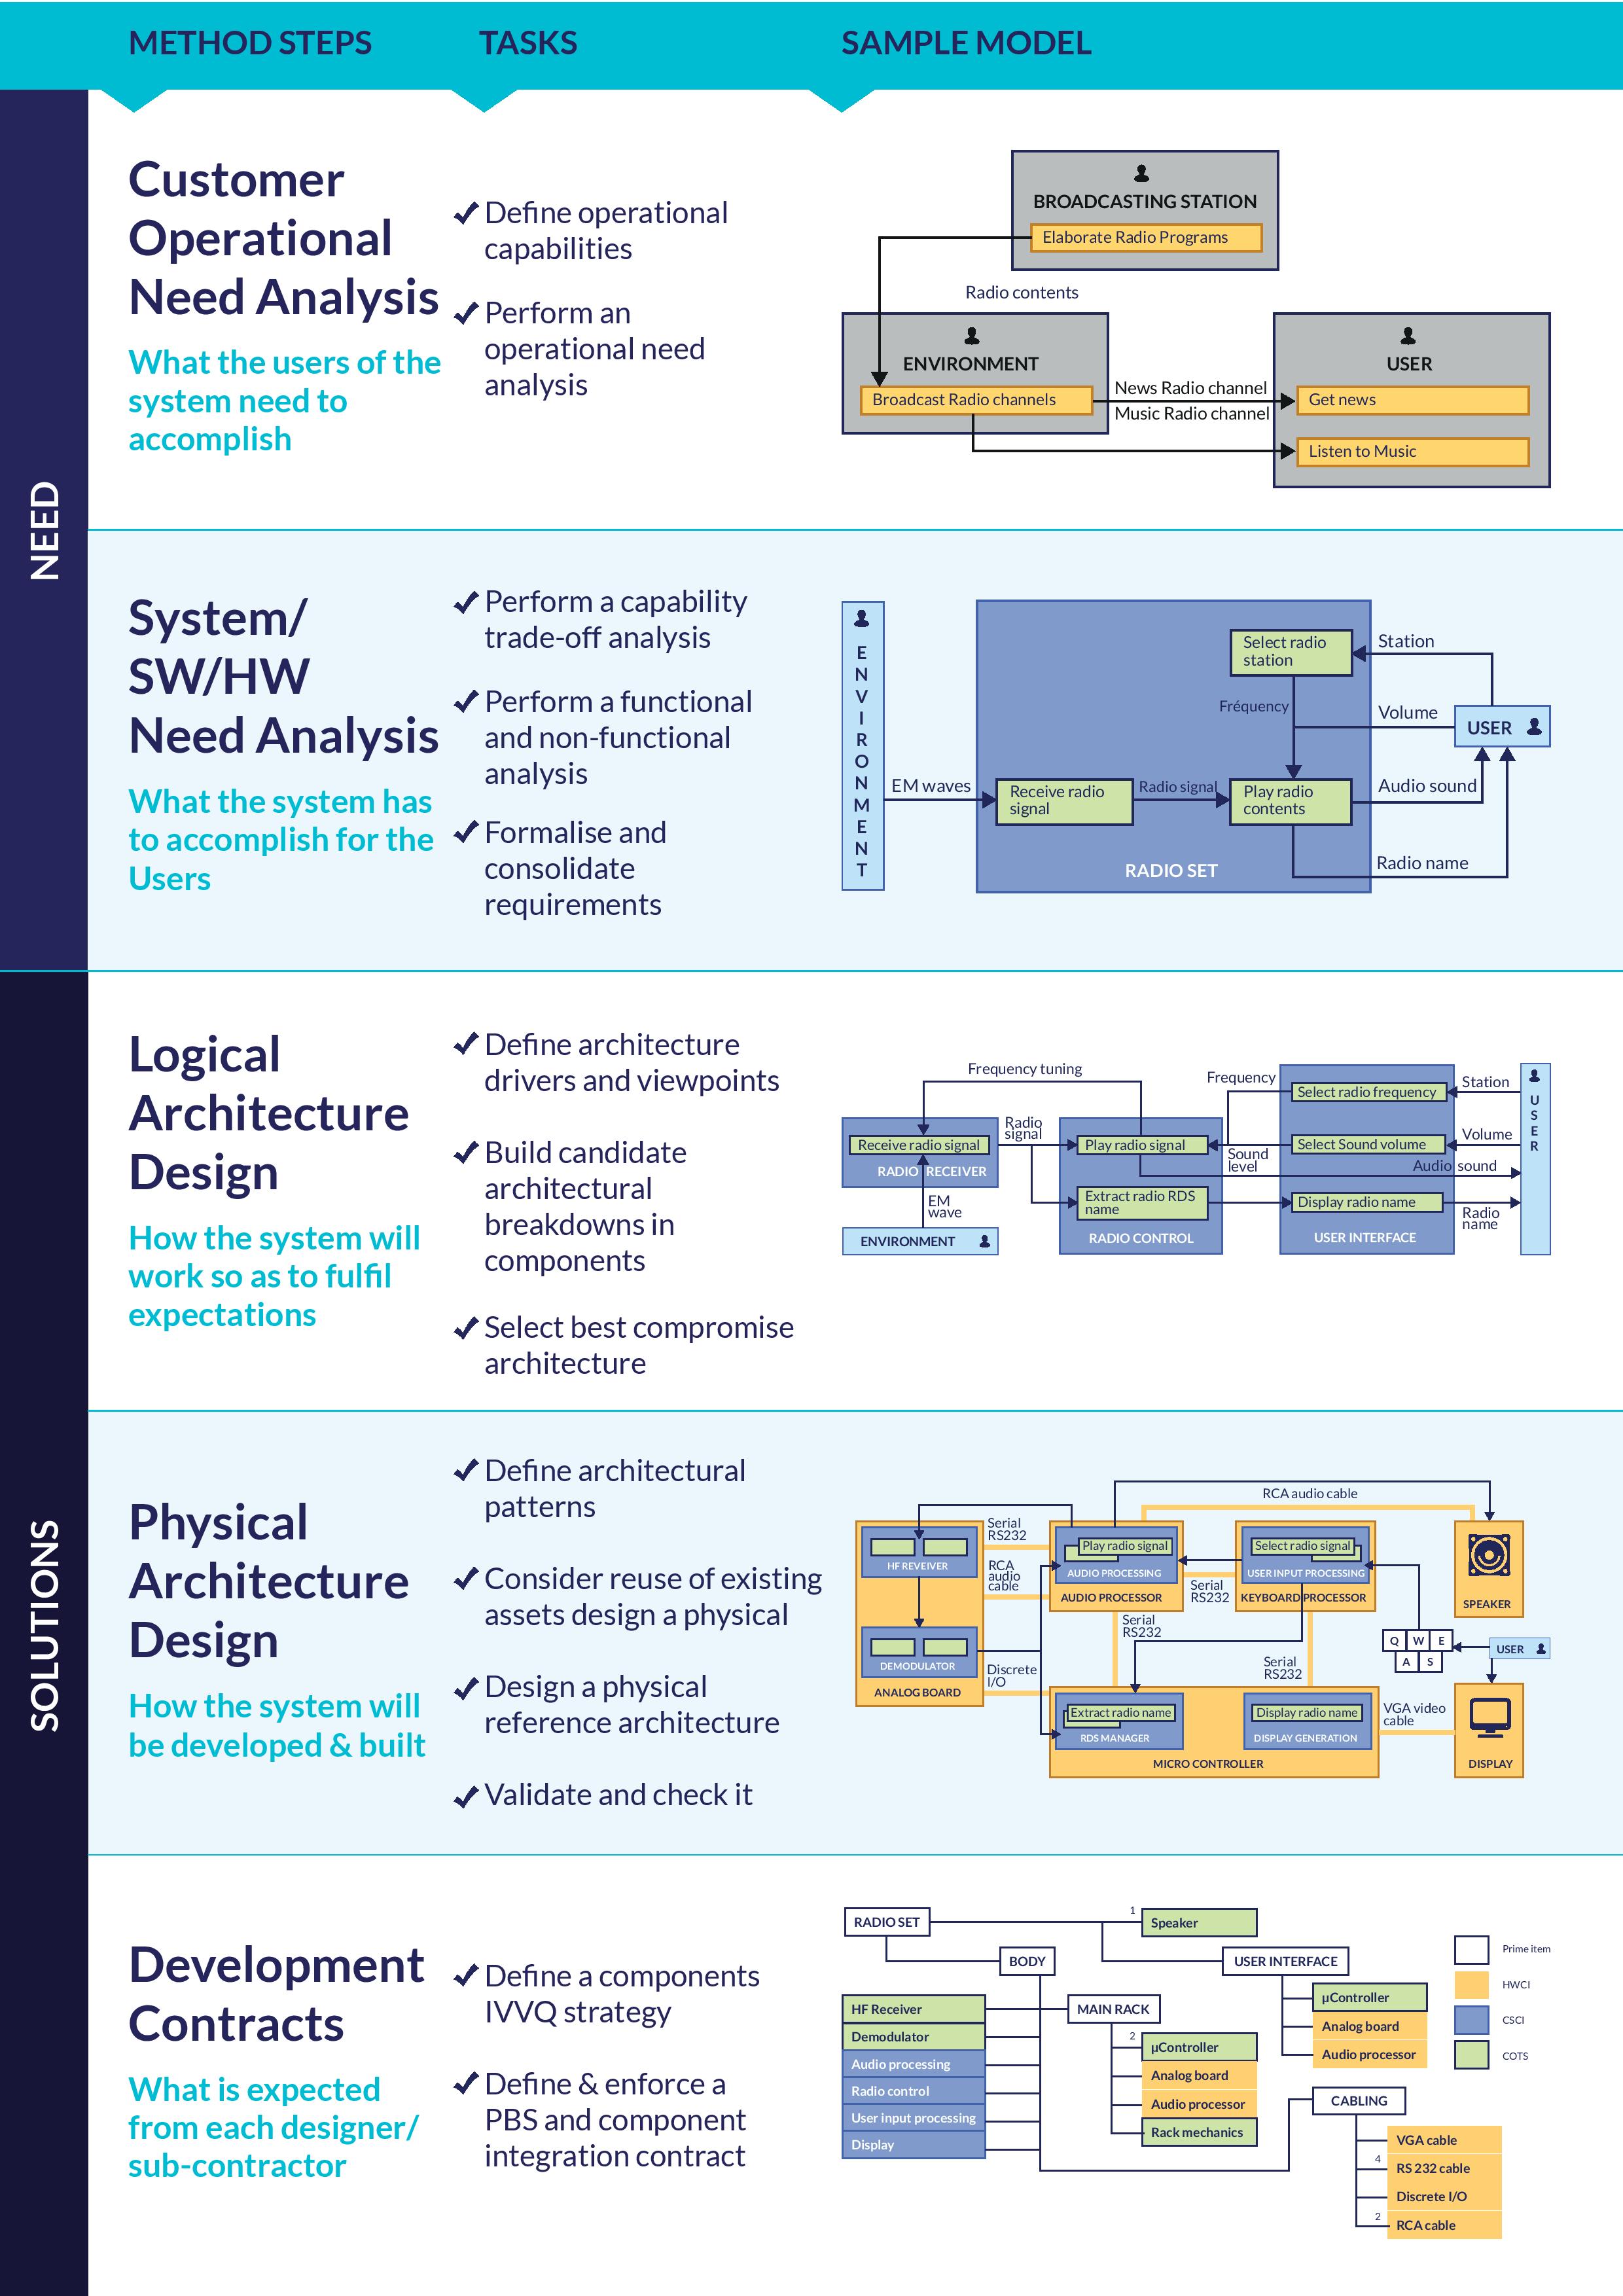 METHOD STEPS
TASKS
SAMPLE MODEL
NEED
Customer
Operational
Need Analysis
What the users of the
system need to
accomplish
Define operational
capabilities
Perform an
operational need
analysis
BROADCASTING STATION
Elaborate Radio Programs
Radio contents
ENVIRONMENT
Broadcast Radio channels
News Radio channel
Music Radio channel
USER
Get news
Listen to Music
System/
SW/HW
Need Analysis
What the system has
to accomplish for the
Users
Perform a capability
trade-off analysis
Perform a functional
and non-functional
analysis
Formalise and
consolidate
requirements
ENVIRONMENT
EM waves
Receive radio
signal
Radio signal
Select radio
station
Fréquency
Play radio
contents
RADIO SET
Station
Volume
USER
Audio sound
Radio name
SOLUTIONS
Logical
Architecture
Design
How the system will
work so as to fulfil
expectations
Define architecture
drivers and viewpoints
Build candidate
architectural
breakdowns in
components
Select best compromise
architecture
Frequency tuning
Receive radio signal
RADIO RECEIVER
EM
wave
ENVIRONMENT
Radio
signal
Play radio signal
Extract radio RDS
name
RADIO CONTROL
Frequency
Sound
level
Select radio frequency
Select Sound volume
Display radio name
USER INTERFACE
Station
Volume
Audio sound
Radio
name
USER
Physical
Architecture
Design
How the system will
be developed & built
Define architectural
patterns
Consider reuse of existing
assets design a physical
Design a physical
reference architecture
Validate and check it
RCA audio cable
HF REVEIVER
DEMODULATOR
ANALOG BOARD
Serial
RS232
RCA
audio
cable
Discrete
I/O
Play radio signal
AUDIO PROCESSING
AUDIO PROCESSOR
Serial
RS232
Select radio signal
USER INPUT PROCESSING
KEYBOARD PROCESSOR
Serial
RS232
Serial
RS232
Extract radio name
RDS MANAGER
Display radio name
DISPLAY GENERATION
MICRO CONTROLLER
VGA video
cable
SPEAKER
Q W E
A S
USER
DISPLAY
Development
Contracts
What is expected
from each designer/
sub-contractor
Define a components
IVVQ strategy
Define & enforce a
PBS and component
integration contract
RADIO SET
1
Speaker
BODY
USER INTERFACE
HF Receiver
Demodulator
Audio processing
Radio control
User input processing
Display
MAIN RACK
2
µController
Analog board
Audio processor
Rack mechanics
µController
Analog board
Audio processor
CABLING
VGA cable
4
RS 232 cable
Discrete I/O
2
RCA cable
Prime item
HWCI
CSCI
COTS